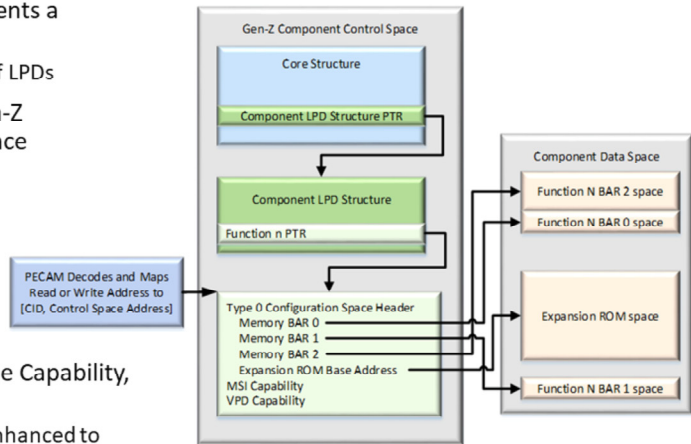 ents a
f LPDs
n-Z
ace
e Capability,
nhanced to
Gen-Z Component Control Space
Core Structure
Component LPD Structure PTR
Component LPD Structure
Function n PTR
PECAM Decodes and Maps
Read or Write Address to
[CID, Control Space Address]
Type 0 Configuration Space Header
Memory BAR 0
Memory BAR 1
Memory BAR 2
Expansion ROM Base Address
MSI Capability
VPD Capability
Component Data Space
Function N BAR 2 space
Function N BAR 0 space
Expansion ROM space
Function N BAR 1 space